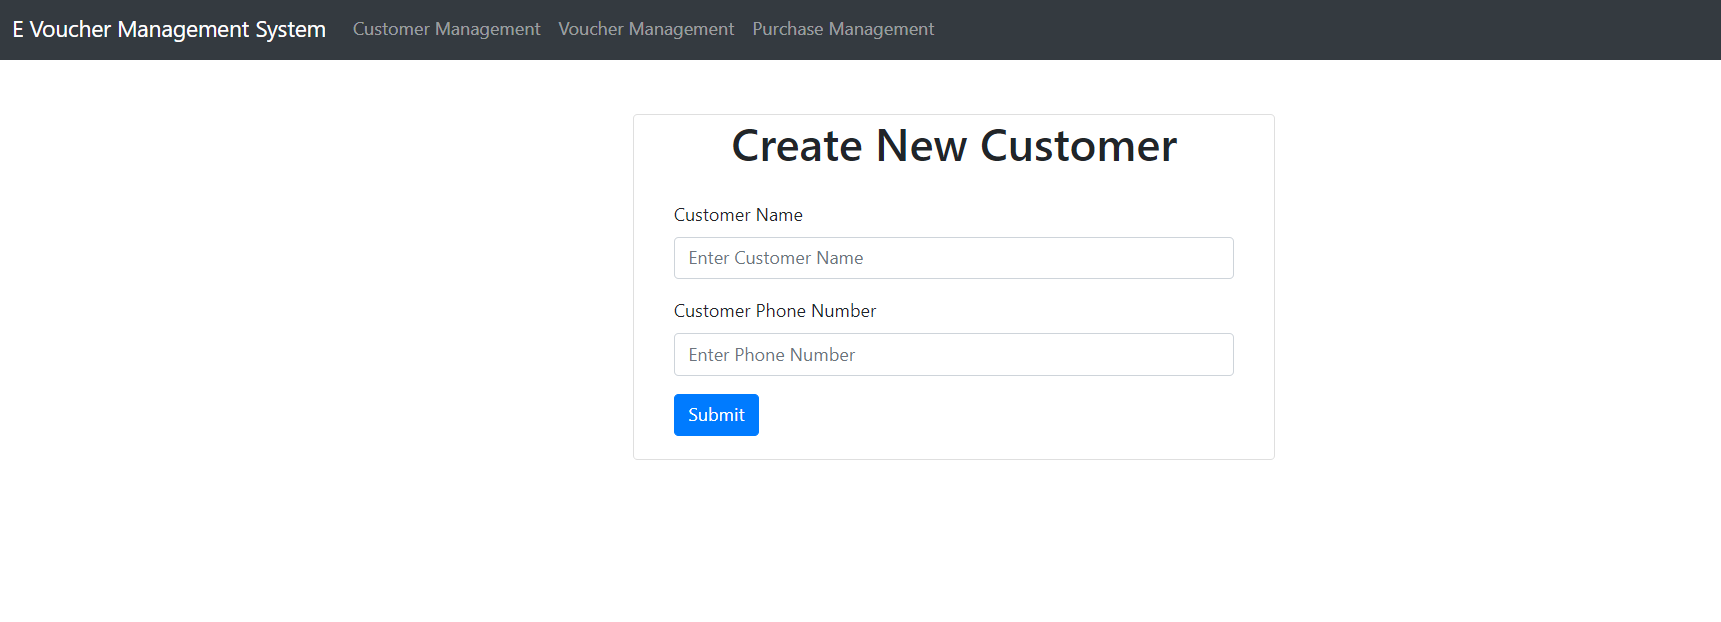 E Voucher Management System Customer Management Voucher Management Purchase Management
Create New Customer
Customer Name
Enter Customer Name
Customer Phone Number
Enter Phone Number
Submit